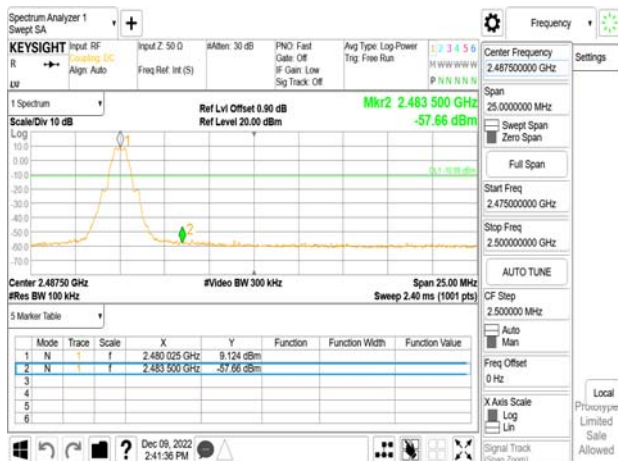 Spectrum Analyzer 1
Swept SA
+
Frequency
KEYSIGHT
Input: RF
Coupling: DC
Align: Auto
Input Z: 50 Ω
Freq Ref: Int (S)
#Atten: 30 dB
PNO: Fast
Gate: Off
IF Gain: Low
Sig Track: Off
Avg Type: Log-Power
Trig: Free Run
1 2 3 4 5 6
M W W W W W
P N N N N N
R
LV
Center Frequency
2.487500000 GHz
Settings
Span
25.0000000 MHz
Swept Span
Zero Span
Full Span
Start Freq
2.475000000 GHz
Stop Freq
2.500000000 GHz
AUTO TUNE
CF Step
2.500000 MHz
Auto
Man
Freq Offset
0 Hz
X Axis Scale
Log
Lin
Signal Track
(Span Zoom)
Local
Prototype
Limited
Sale
Allowed
1 Spectrum
Scale/Div 10 dB
Ref Lvl Offset 0.90 dB
Ref Level 20.00 dBm
Mkr2 2.483 500 GHz
-57.66 dBm
Log
10.0
0.00
-10.0
-20.0
-30.0
-40.0
-50.0
-60.0
-70.0
1
2
Center 2.48750 GHz
#Res BW 100 kHz
#Video BW 300 kHz
Span 25.00 MHz
Sweep 2.40 ms (1001 pts)
5 Marker Table
Mode Trace Scale X Y Function Function Width Function Value
1 N 1 f 2.480 025 GHz 9.124 dBm
2 N 1 f 2.483 500 GHz -57.66 dBm
3
4
5
6
?
Dec 09, 2022
2:41:36 PM